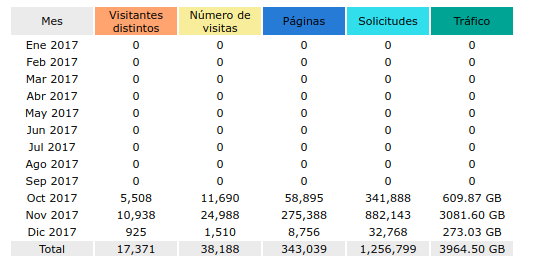 Mes Visitantes distintos Número de visitas Páginas Solicitudes Tráfico
Ene 2017 0 0 0 0 0
Feb 2017 0 0 0 0 0
Mar 2017 0 0 0 0 0
Abr 2017 0 0 0 0 0
May 2017 0 0 0 0 0
Jun 2017 0 0 0 0 0
Jul 2017 0 0 0 0 0
Ago 2017 0 0 0 0 0
Sep 2017 0 0 0 0 0
Oct 2017 5,508 11,690 58,895 341,888 609.87 GB
Nov 2017 10,938 24,988 275,388 882,143 3081.60 GB
Dic 2017 925 1,510 8,756 32,768 273.03 GB
Total 17,371 38,188 343,039 1,256,799 3964.50 GB